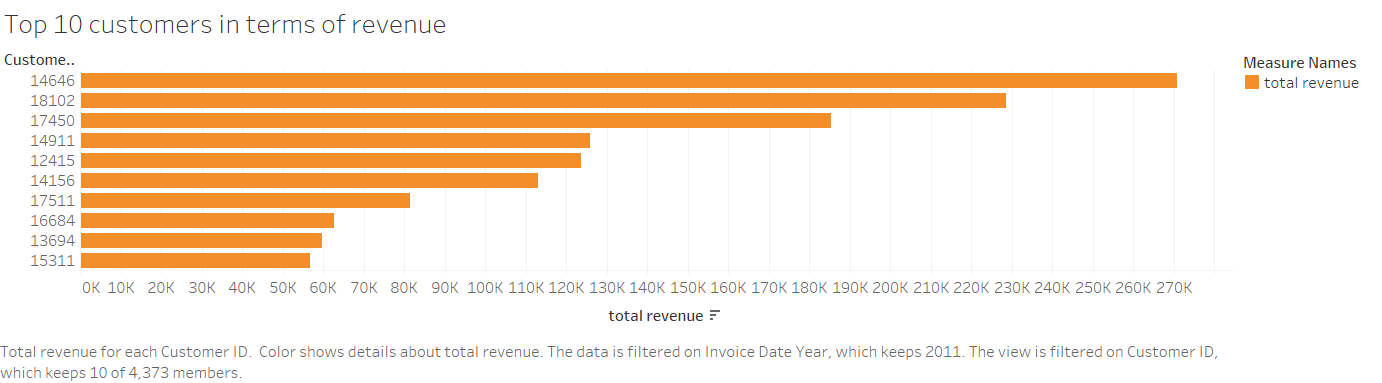 Top 10 customers in terms of revenue
Custome..
Measure Names
total revenue
14646
18102
17450
14911
12415
14156
17511
16684
13694
15311
0K 10K 20K 30K 40K 50K 60K 70K 80K 90K 100K 110K 120K 130K 140K 150K 160K 170K 180K 190K 200K 210K 220K 230K 240K 250K 260K 270K
total revenue
Total revenue for each Customer ID.  Color shows details about total revenue. The data is filtered on Invoice Date Year, which keeps 2011. The view is filtered on Customer ID,
which keeps 10 of 4,373 members.